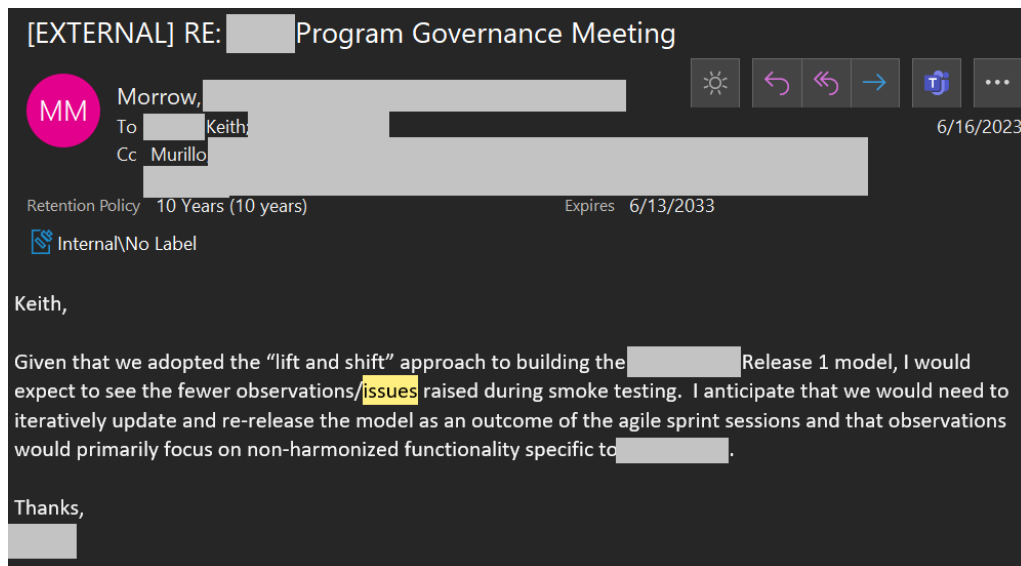 [EXTERNAL] RE: Program Governance Meeting
MM
Morrow,
To Keith;
6/16/2023
Cc Murillo
Retention Policy 10 Years (10 years) Expires 6/13/2033
Internal\No Label
Keith,
Given that we adopted the “lift and shift” approach to building the Release 1 model, I would
expect to see the fewer observations/issues raised during smoke testing. I anticipate that we would need to
iteratively update and re-release the model as an outcome of the agile sprint sessions and that observations
would primarily focus on non-harmonized functionality specific to .
Thanks,